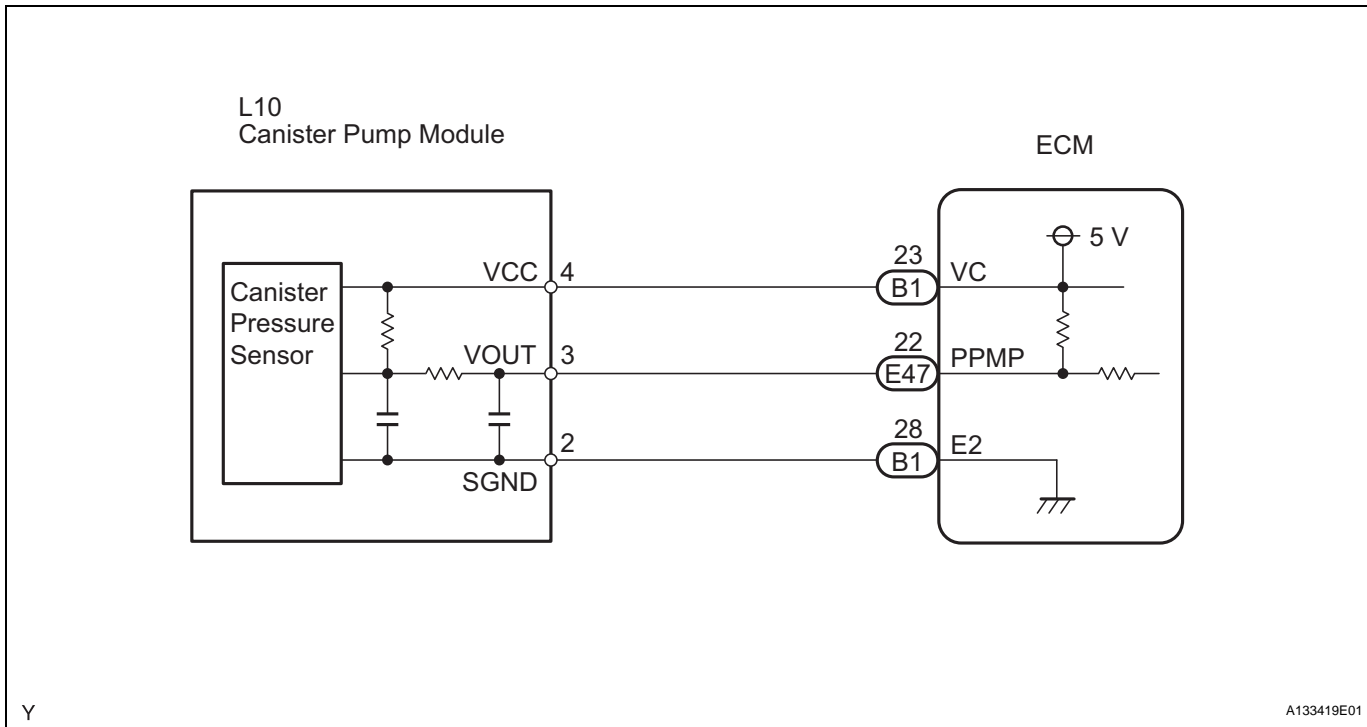 L10
Canister Pump Module
ECM
Canister
Pressure
Sensor
VCC 4
VOUT 3
2
SGND
23
B1
VC
5 V
22
E47
PPMP
28
B1
E2
Y
A133419E01